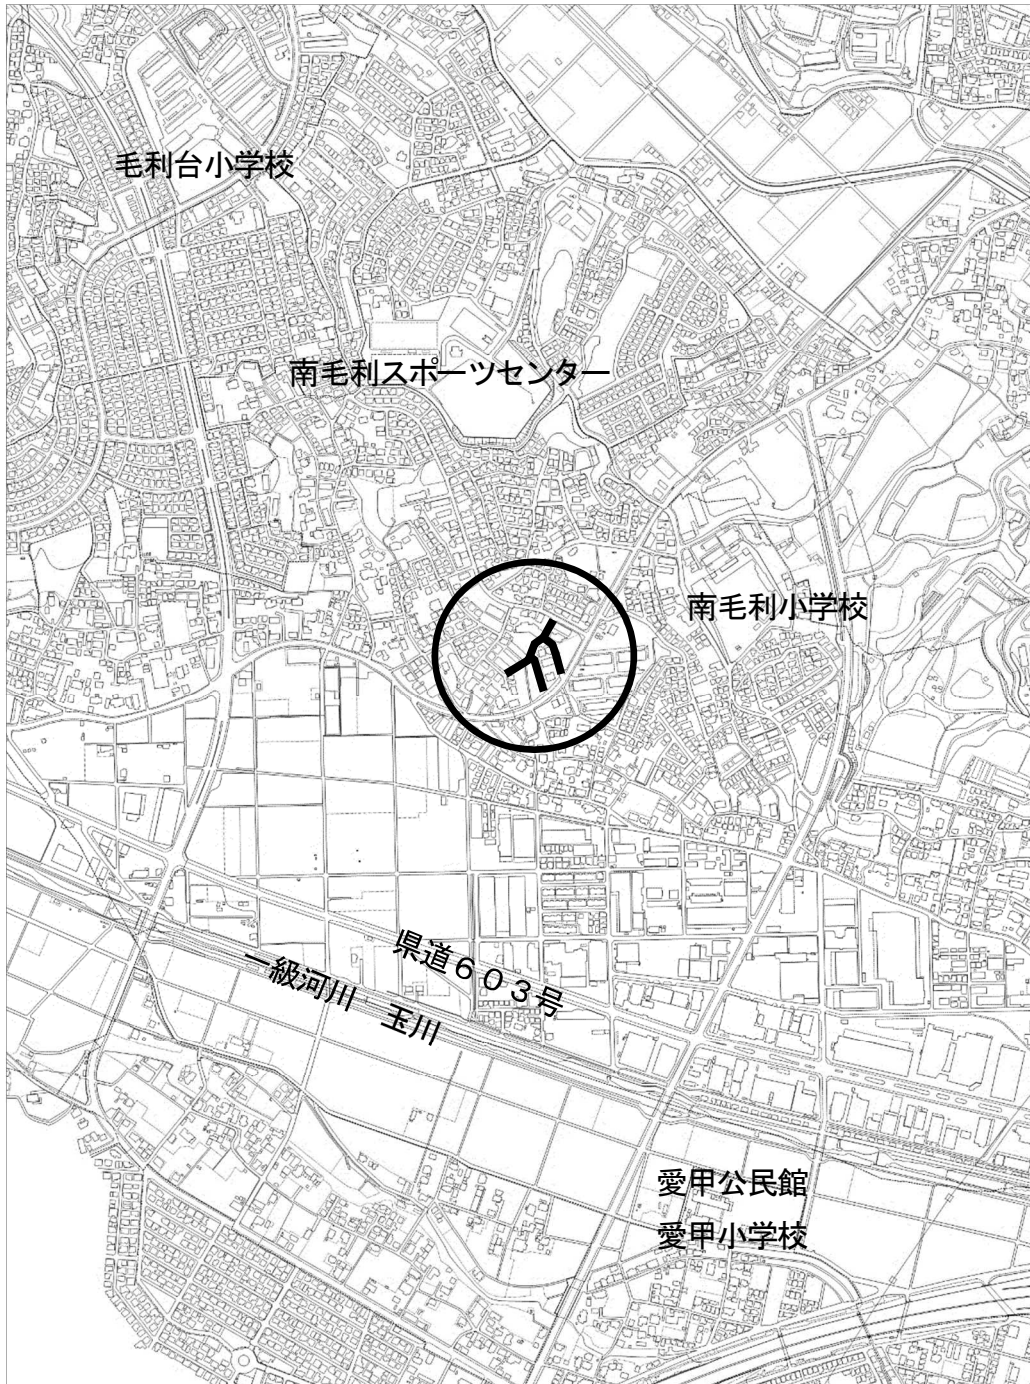 毛利台小学校
南毛利スポーツセンター
南毛利小学校
県道603号
一級河川 玉川
愛甲公民館
愛甲小学校